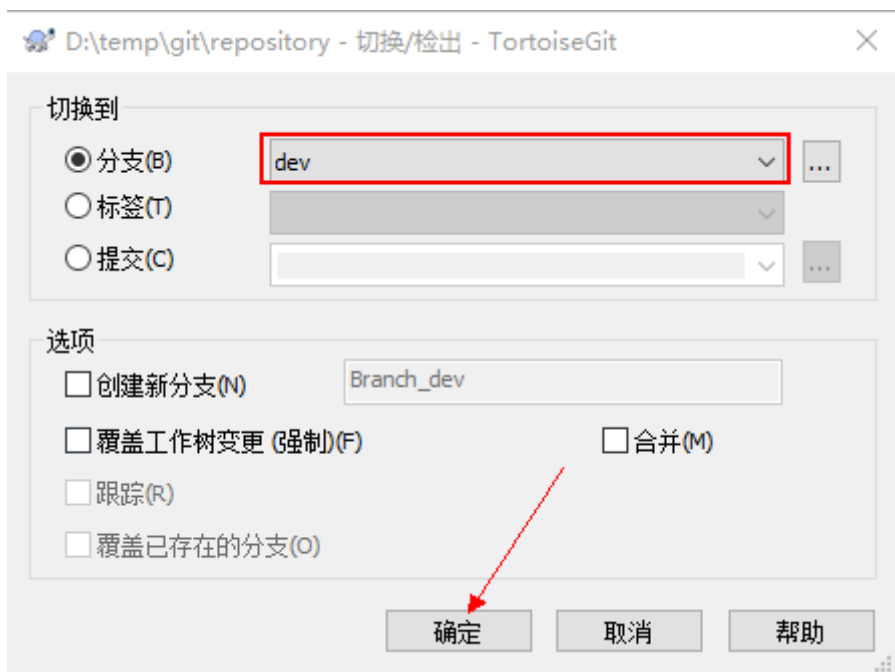 D:\temp\git\repository - 切换/检出 - TortoiseGit
切换到
分支(B) dev ...
标签(T)
提交(C) ...
选项
创建新分支(N) Branch_dev
覆盖工作树变更 (强制)(F) 合并(M)
跟踪(R)
覆盖已存在的分支(O)
确定 取消 帮助